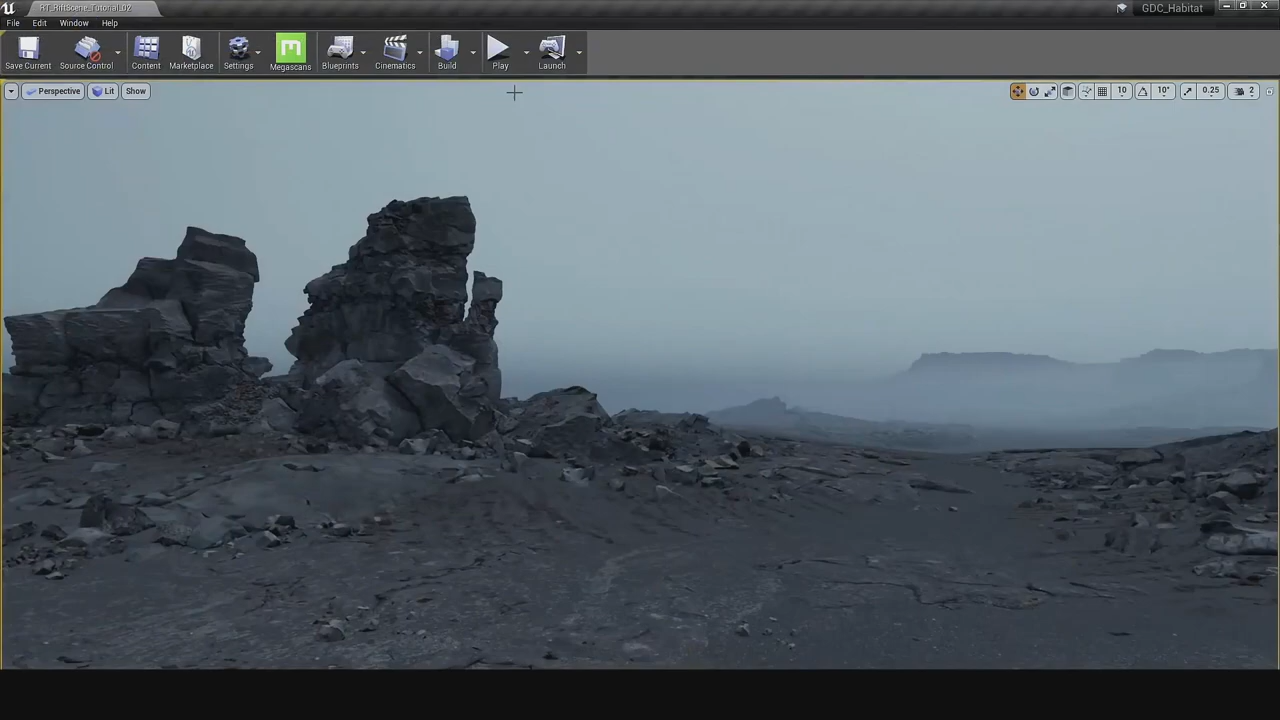 RT_RiftScene_Tutorial_02
GDC_Habitat
File Edit Window Help
Save Current Source Control Content Marketplace Settings Megascans Blueprints Cinematics Build Play Launch
Perspective Lit Show 10 10° 0.25 2